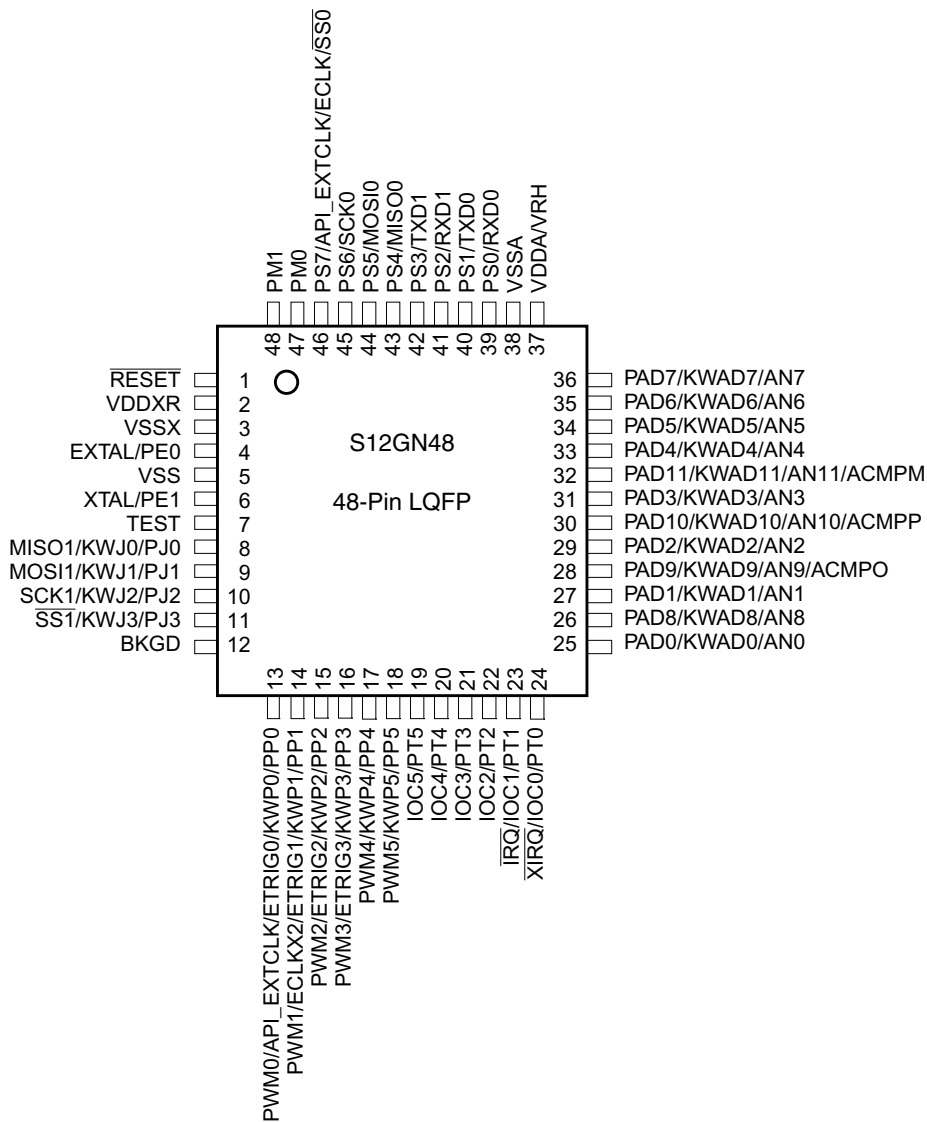 PM1
PM0
PS7/API_EXTCLK/ECLK/SS0
PS6/SCK0
PS5/MOSI0
PS4/MISO0
PS3/TXD1
PS2/RXD1
PS1/TXD0
PS0/RXD0
VSSA
VDDA/VRH
48
47
46
45
44
43
42
41
40
39
38
37
RESET 1
VDDXR 2
VSSX 3
EXTAL/PE0 4
VSS 5
XTAL/PE1 6
TEST 7
MISO1/KWJ0/PJ0 8
MOSI1/KWJ1/PJ1 9
SCK1/KWJ2/PJ2 10
SS1/KWJ3/PJ3 11
BKGD 12
S12GN48
48-Pin LQFP
36 PAD7/KWAD7/AN7
35 PAD6/KWAD6/AN6
34 PAD5/KWAD5/AN5
33 PAD4/KWAD4/AN4
32 PAD11/KWAD11/AN11/ACMPM
31 PAD3/KWAD3/AN3
30 PAD10/KWAD10/AN10/ACMPP
29 PAD2/KWAD2/AN2
28 PAD9/KWAD9/AN9/ACMPO
27 PAD1/KWAD1/AN1
26 PAD8/KWAD8/AN8
25 PAD0/KWAD0/AN0
13
14
15
16
17
18
19
20
21
22
23
24
PWM0/API_EXTCLK/ETRIG0/KWP0/PP0
PWM1/ECLKX2/ETRIG1/KWP1/PP1
PWM2/ETRIG2/KWP2/PP2
PWM3/ETRIG3/KWP3/PP3
PWM4/KWP4/PP4
PWM5/KWP5/PP5
IOC5/PT5
IOC4/PT4
IOC3/PT3
IOC2/PT2
IRQ/IOC1/PT1
XIRQ/IOC0/PT0